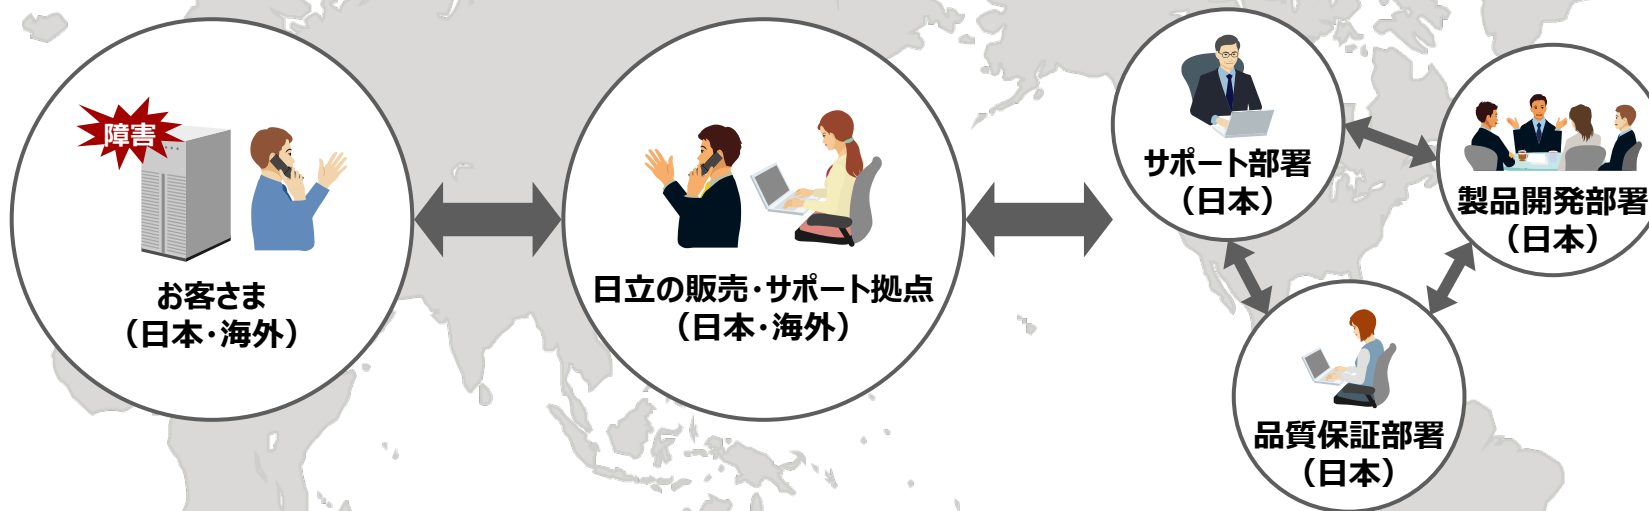 障害
お客さま
（日本・海外）
日立の販売・サポート拠点
（日本・海外）
サポート部署
（日本）
製品開発部署
（日本）
品質保証部署
（日本）